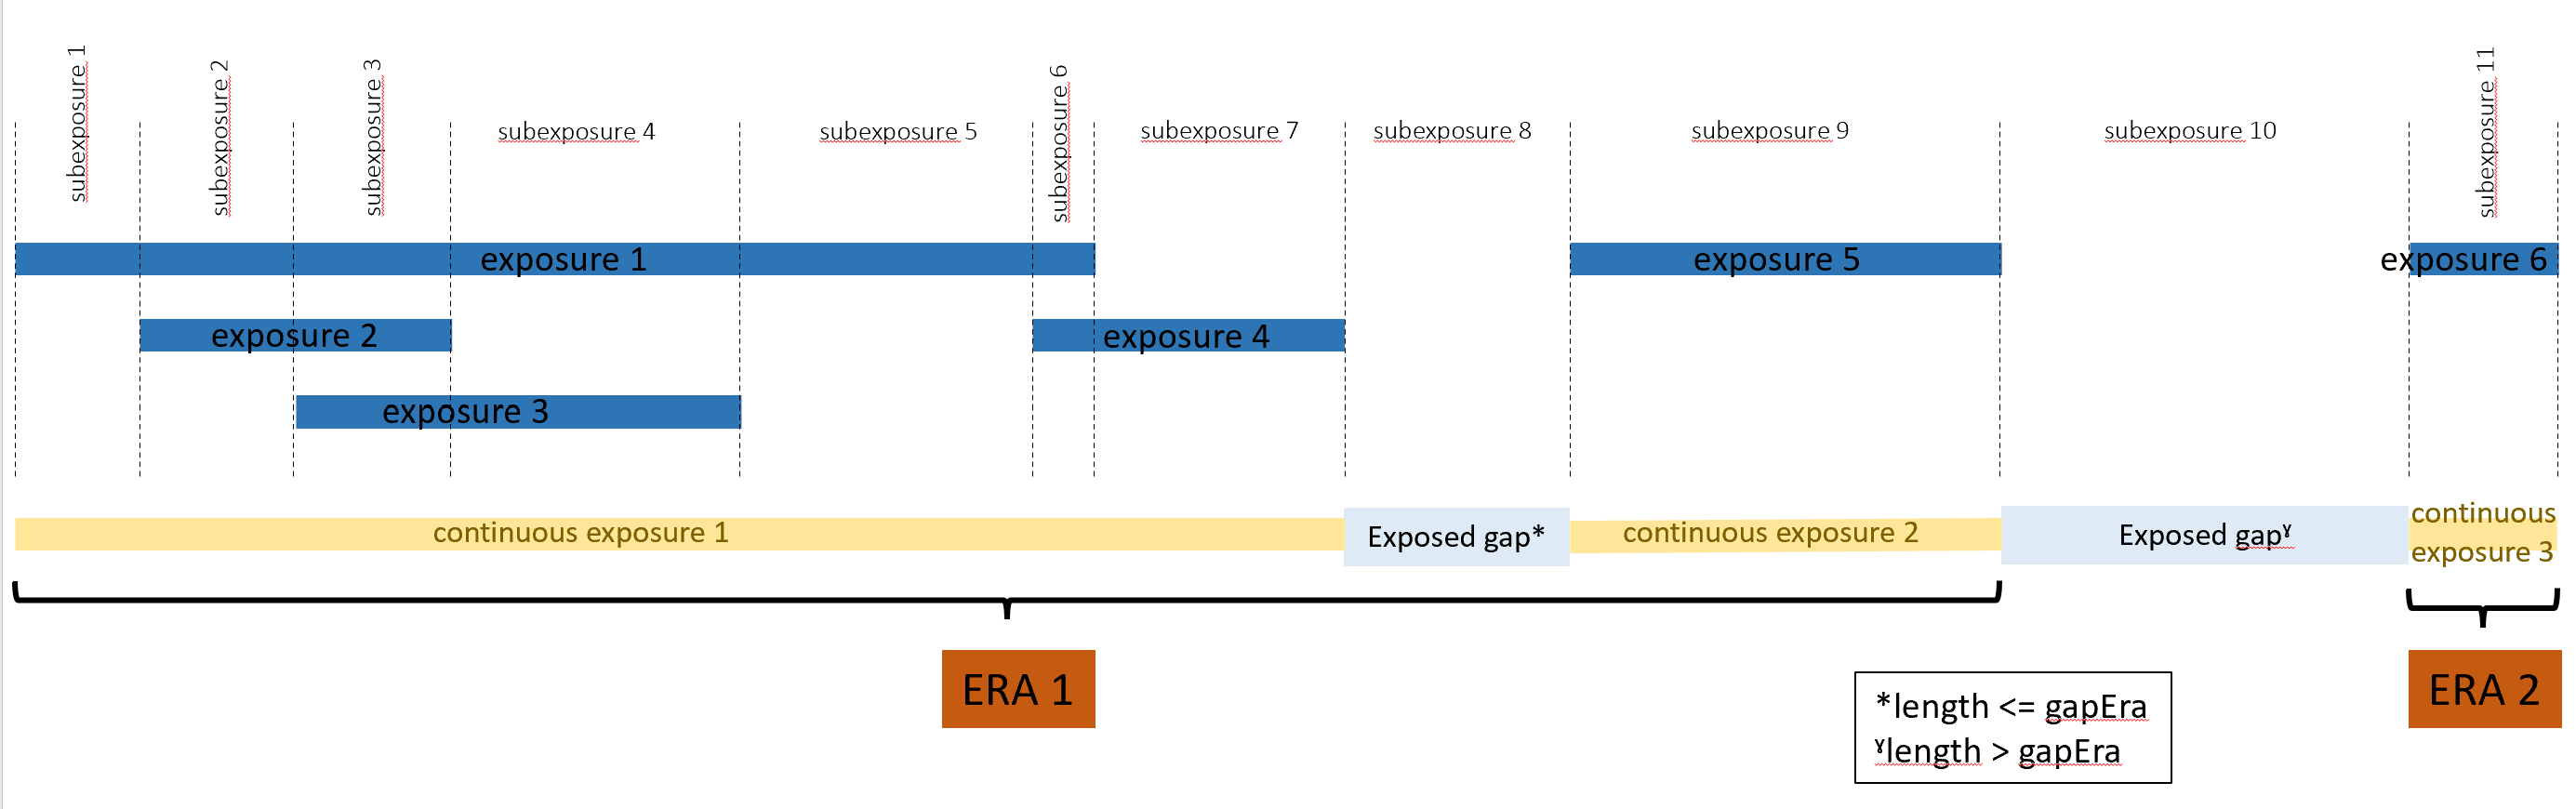 subexposure 1
subexposure 2
subexposure 3
subexposure 4
subexposure 5
subexposure 6
subexposure 7
subexposure 8
subexposure 9
subexposure 10
subexposure 11
exposure 1
exposure 5
exposure 6
exposure 2
exposure 4
exposure 3
continuous exposure 1
Exposed gap*
continuous exposure 2
Exposed gapɤ
continuous
exposure 3
ERA 1
ERA 2
*length <= gapEra
ɤlength > gapEra